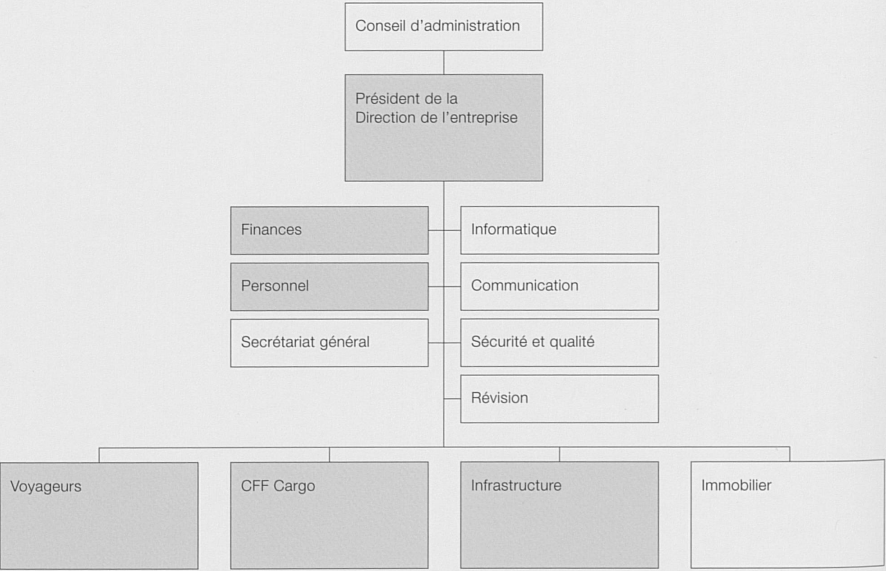 Conseil d'administration
Président de la
Direction de l'entreprise
Finances
Informatique
Personnel
Communication
Secrétariat général
Sécurité et qualité
Révision
Voyageurs
CFF Cargo
Infrastructure
Immobilier